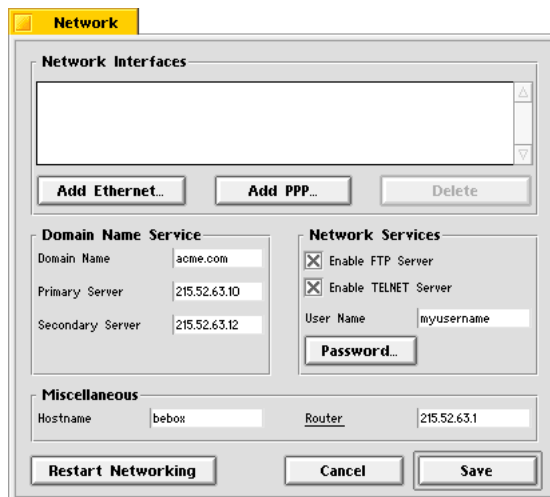 Network
Network Interfaces
Add Ethernet... Add PPP... Delete
Domain Name Service
Domain Name acme.com
Primary Server 215.52.63.10
Secondary Server 215.52.63.12
Network Services
Enable FTP Server
Enable TELNET Server
User Name myusername
Password...
Miscellaneous
Hostname bebox Router 215.52.63.1
Restart Networking Cancel Save